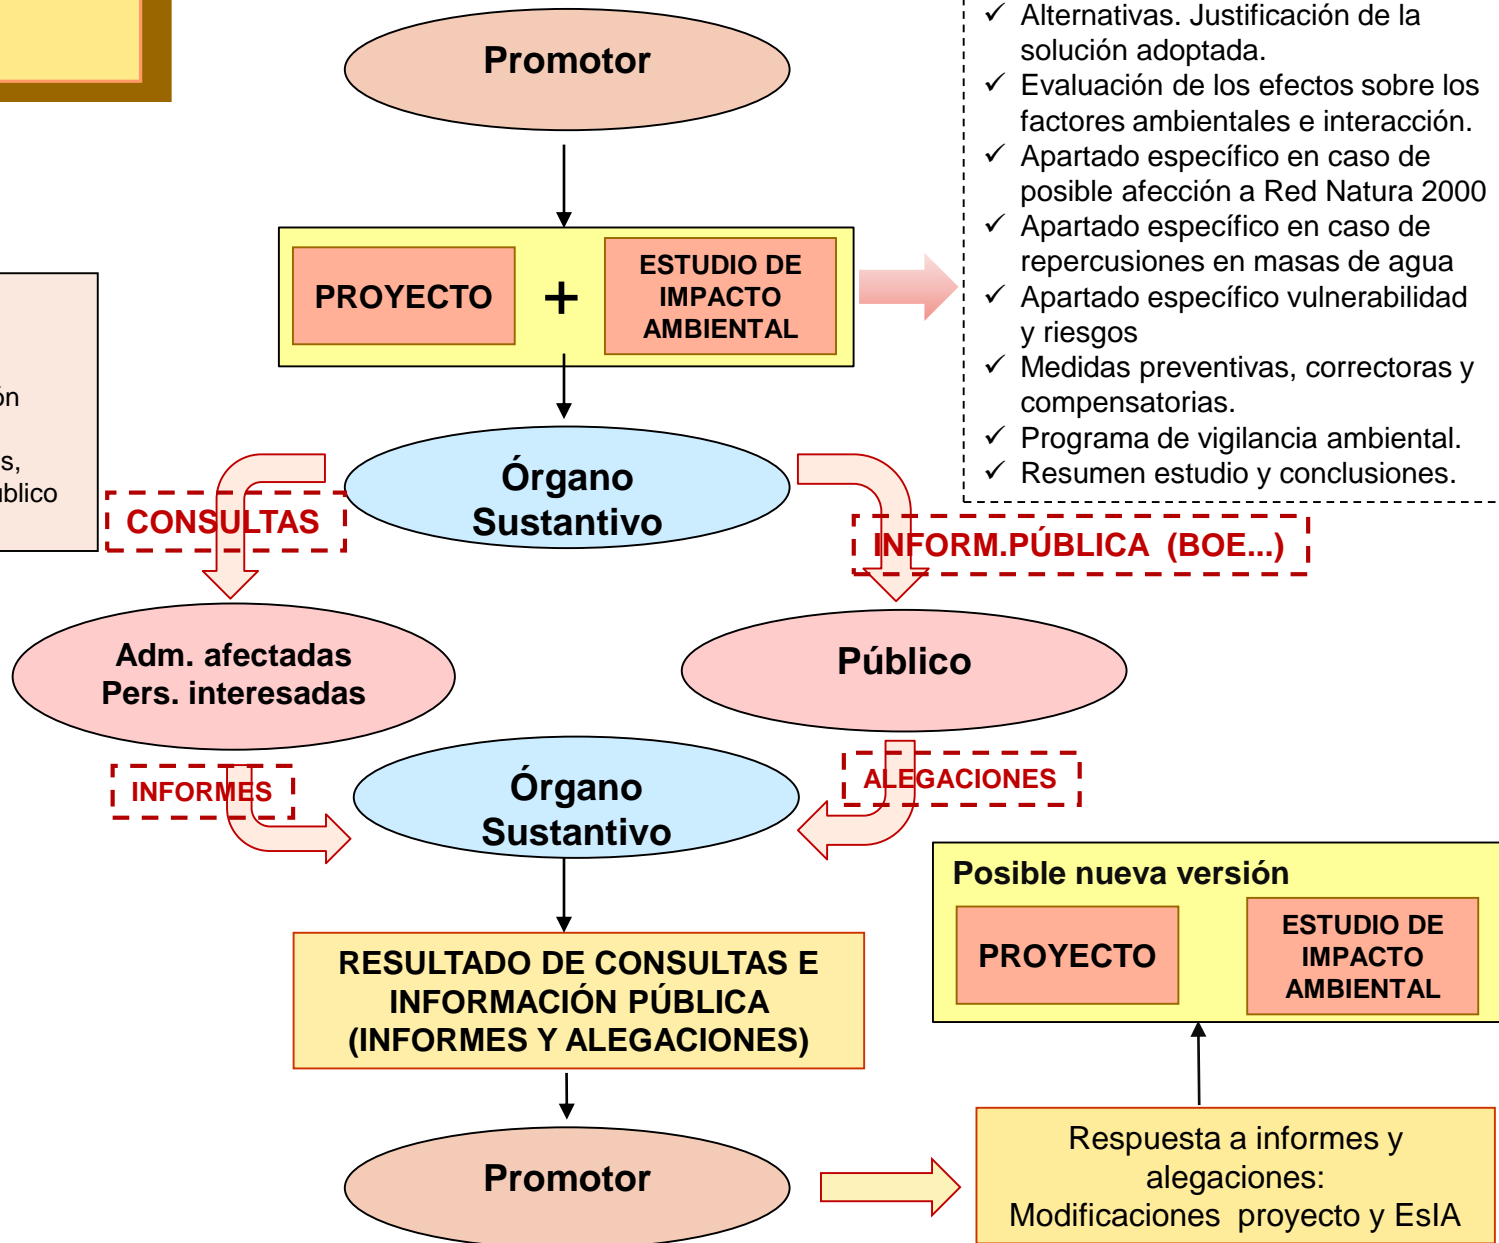 Promotor
✓ Alternativas. Justificación de la
solución adoptada.
✓ Evaluación de los efectos sobre los
factores ambientales e interacción.
✓ Apartado específico en caso de
posible afección a Red Natura 2000
✓ Apartado específico en caso de
repercusiones en masas de agua
✓ Apartado específico vulnerabilidad
y riesgos
✓ Medidas preventivas, correctoras y
compensatorias.
✓ Programa de vigilancia ambiental.
✓ Resumen estudio y conclusiones.
PROYECTO
+
ESTUDIO DE
IMPACTO
AMBIENTAL
Órgano
Sustantivo
CONSULTAS
INFORM.PÚBLICA (BOE...)
Adm. afectadas
Pers. interesadas
Público
INFORMES
ALEGACIONES
Órgano
Sustantivo
RESULTADO DE CONSULTAS E
INFORMACIÓN PÚBLICA
(INFORMES Y ALEGACIONES)
Posible nueva versión
PROYECTO
ESTUDIO DE
IMPACTO
AMBIENTAL
Promotor
Respuesta a informes y
alegaciones:
Modificaciones proyecto y EsIA